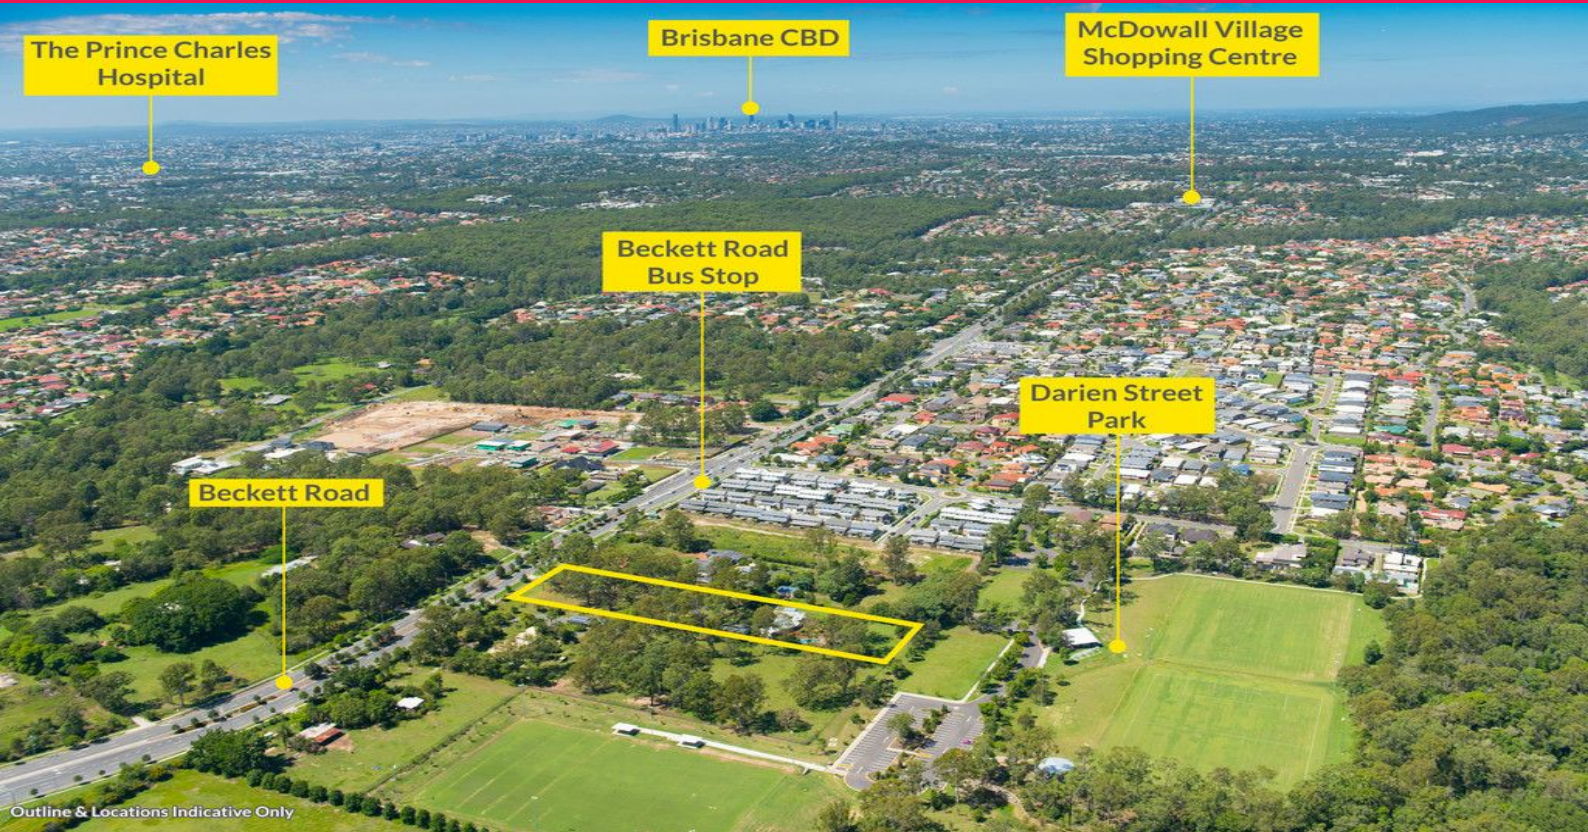 The Prince Charles
Hospital
Brisbane CBD
McDowall Village
Shopping Centre
Beckett Road
Bus Stop
Darien Street
Park
Beckett Road
Outline & Locations Indicative Only